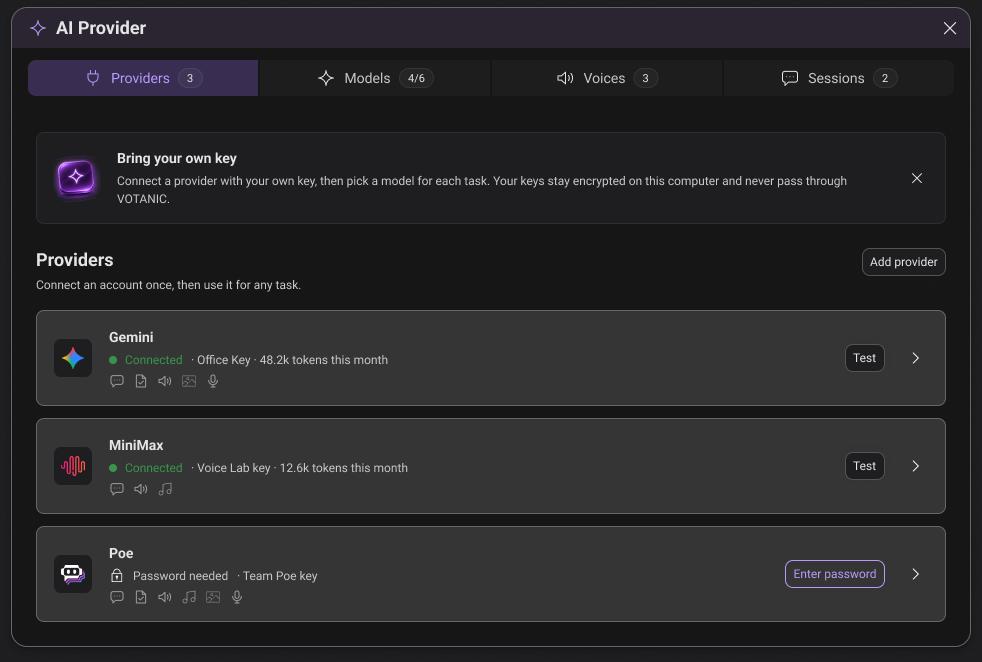 AI Provider
Providers 3
Models 4/6
Voices 3
Sessions 2
Bring your own key
Connect a provider with your own key, then pick a model for each task. Your keys stay encrypted on this computer and never pass through
VOTANIC.
Providers
Add provider
Connect an account once, then use it for any task.
Gemini
Connected · Office Key · 48.2k tokens this month
Test
MiniMax
Connected · Voice Lab key · 12.6k tokens this month
Test
Poe
Password needed · Team Poe key
Enter password